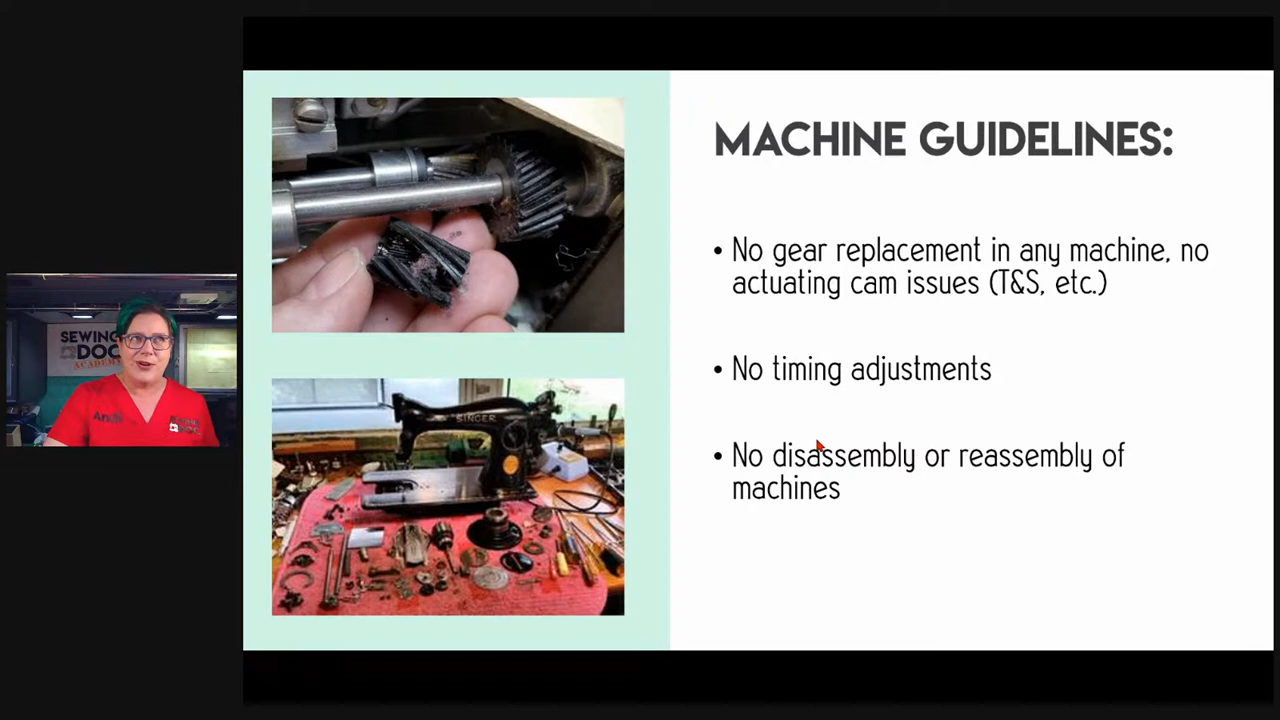 MACHINE GUIDELINES:
• No gear replacement in any machine, no
actuating cam issues (T&S, etc.)
• No timing adjustments
• No disassembly or reassembly of
machines
SINGER
SEWING
DOC
ACADEMY
Andi